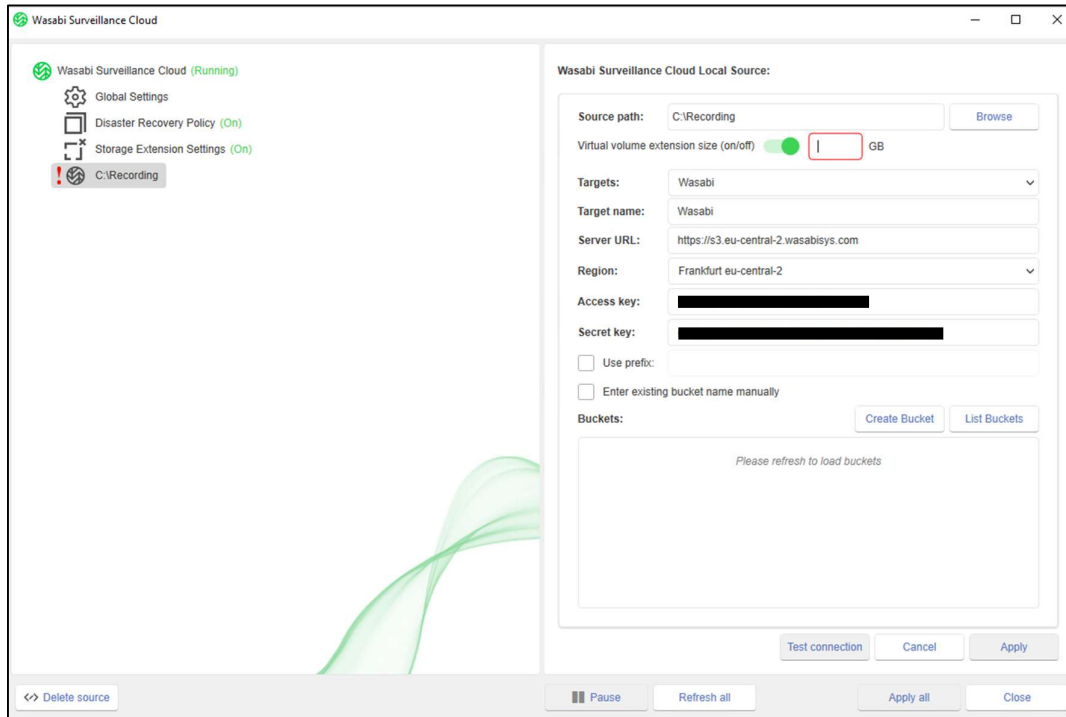 Wasabi Surveillance Cloud
Wasabi Surveillance Cloud (Running)
Global Settings
Disaster Recovery Policy (On)
Storage Extension Settings (On)
! C:\Recording
Wasabi Surveillance Cloud Local Source:
Source path: C:\Recording Browse
Virtual volume extension size (on/off) GB
Targets: Wasabi
Target name: Wasabi
Server URL: https://s3.eu-central-2.wasabisys.com
Region: Frankfurt eu-central-2
Access key:
Secret key:
Use prefix:
Enter existing bucket name manually
Buckets: Create Bucket List Buckets
Please refresh to load buckets
Test connection Cancel Apply
Delete source Pause Refresh all Apply all Close